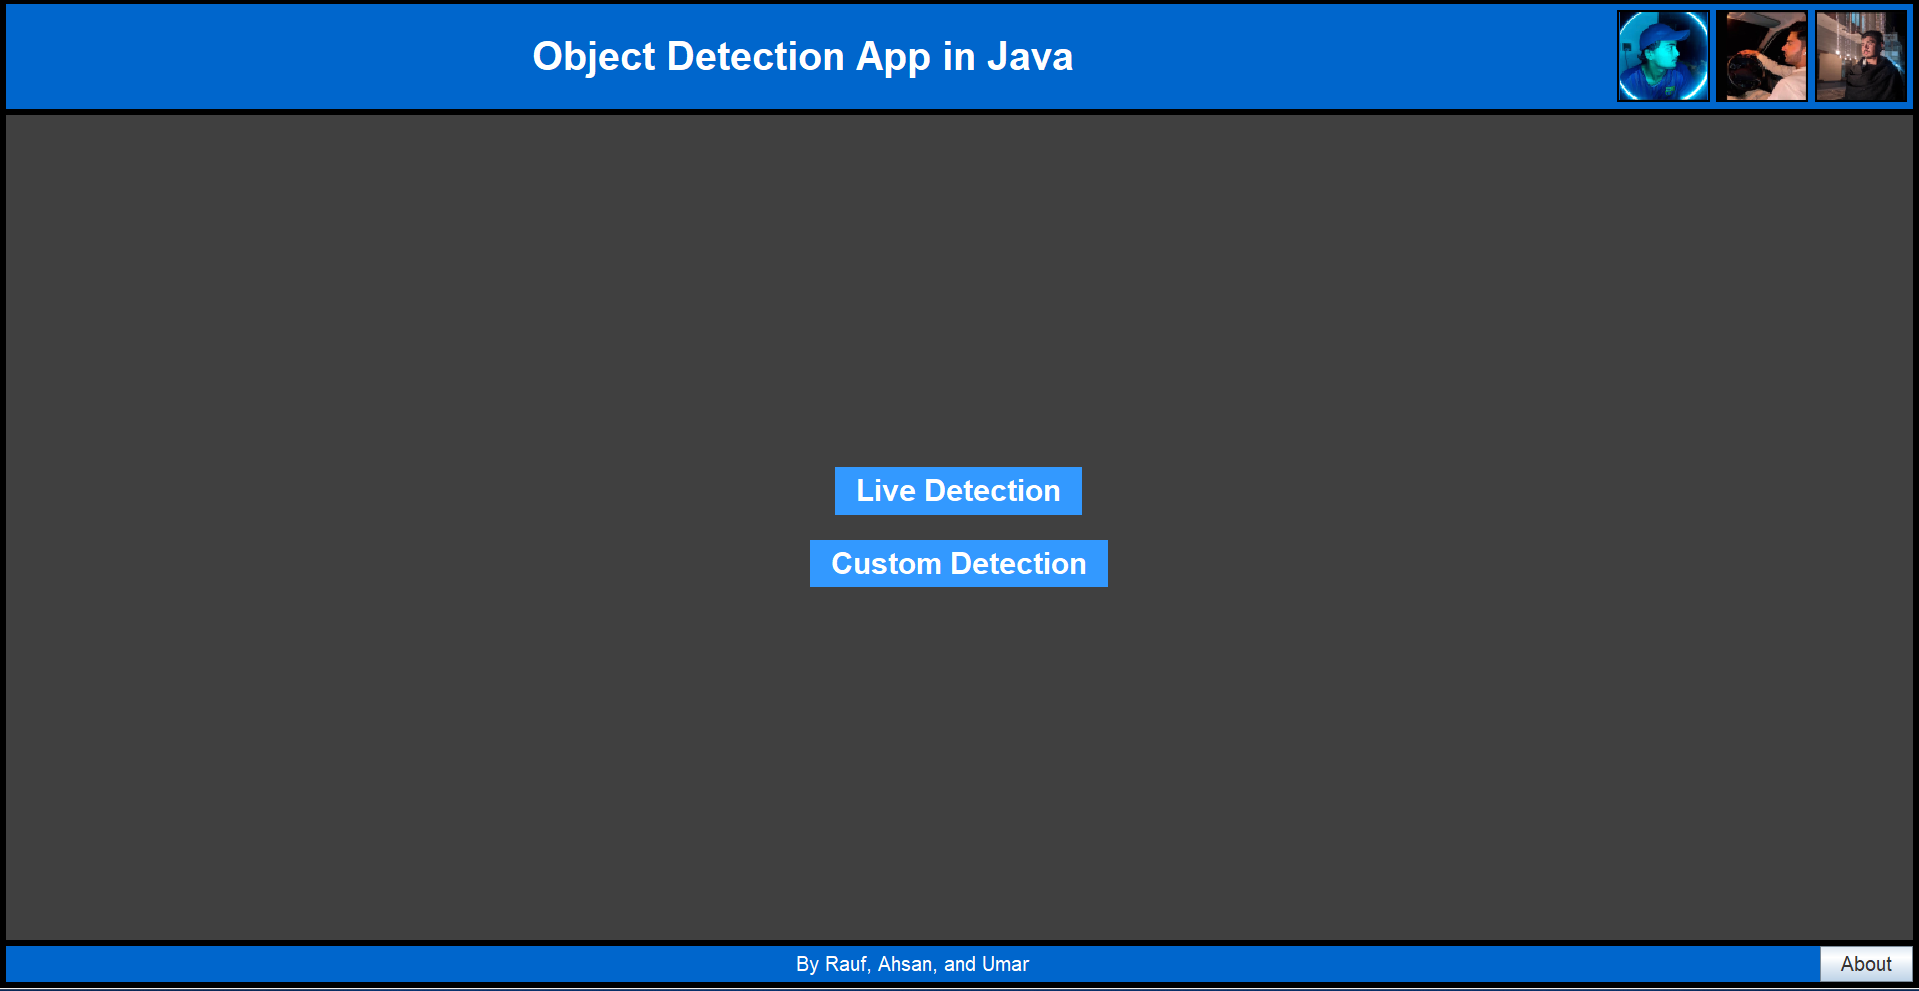 Object Detection App in Java
Live Detection
Custom Detection
By Rauf, Ahsan, and Umar
About